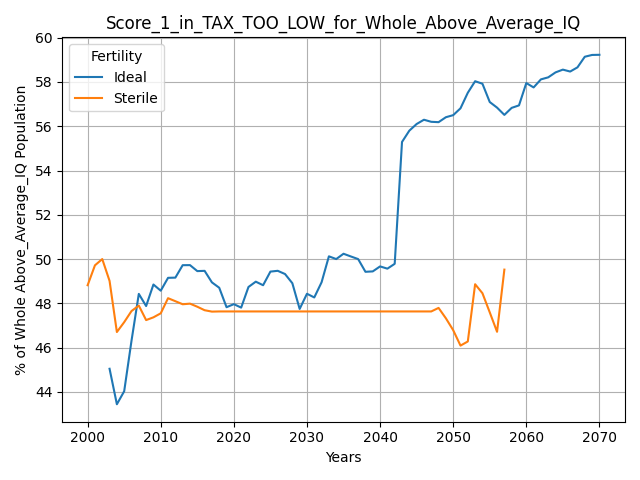 Score_1_in_TAX_TOO_LOW_for_Whole_Above_Average_IQ
Fertility
Ideal
Sterile
% of Whole Above_Average_IQ Population
60
58
56
54
52
50
48
46
44
2000 2010 2020 2030 2040 2050 2060 2070
Years